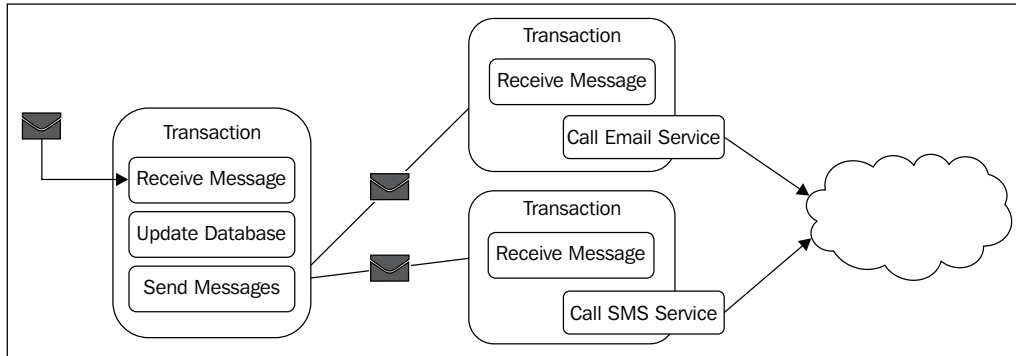 Transaction
Receive Message
Update Database
Send Messages
Transaction
Receive Message
Call Email Service
Transaction
Receive Message
Call SMS Service